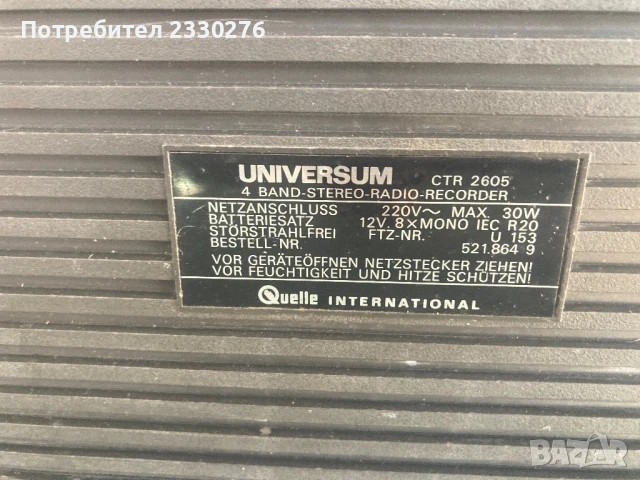 Потребител 2330276
UNIVERSUM CTR 2605
4 BAND-STEREO-RADIO-RECORDER
NETZANSCHLUSS 220V~ MAX. 30W
BATTERIESATZ 12V. 8×MONO IEC R20
STÖRSTRAHLFREI FTZ-NR. U 153
BESTELL-NR. 521.864 9
VOR GERÄTEÖFFNEN NETZSTECKER ZIEHEN!
VOR FEUCHTIGKEIT UND HITZE SCHÜTZEN!
Quelle INTERNATIONAL
BAZAR